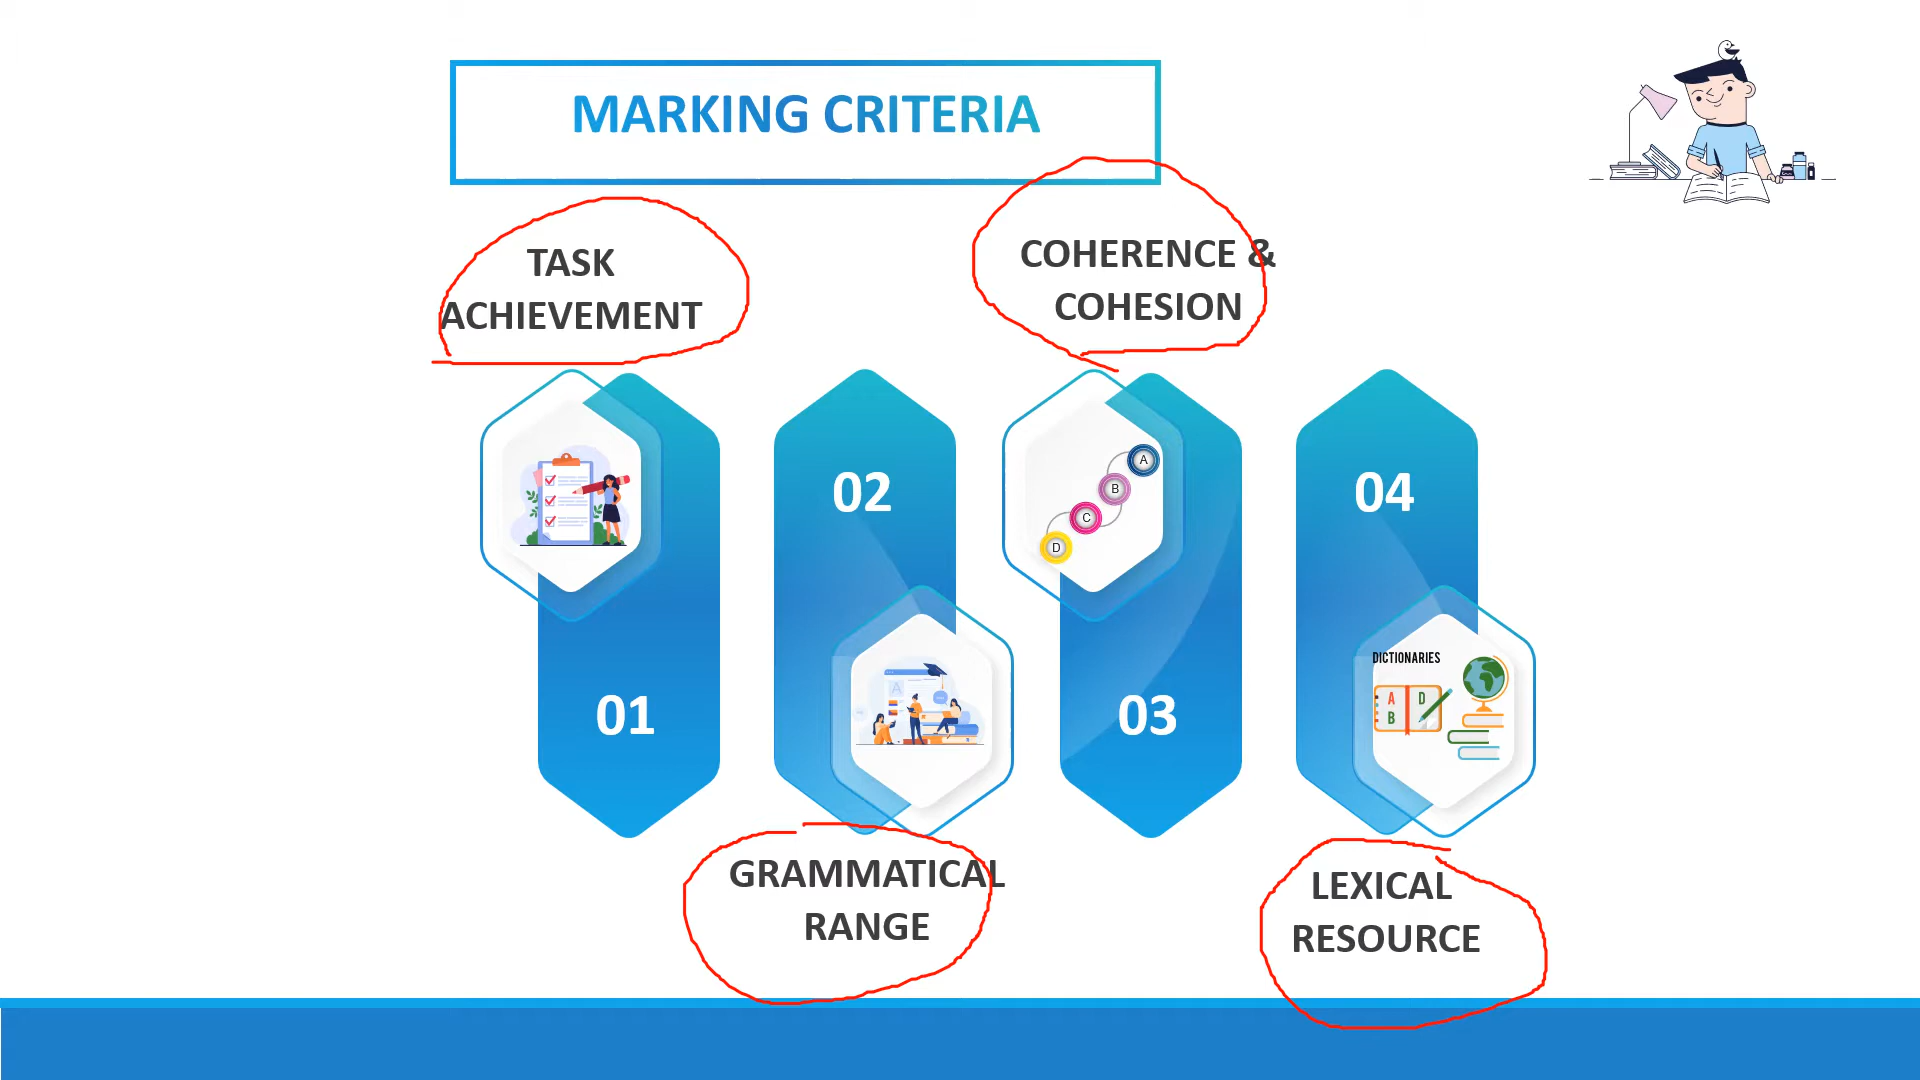 MARKING CRITERIA
TASK
ACHIEVEMENT
COHERENCE &
COHESION
02
04
A
B
C
D
01
03
DICTIONARIES
A D
B
GRAMMATICAL
RANGE
LEXICAL
RESOURCE